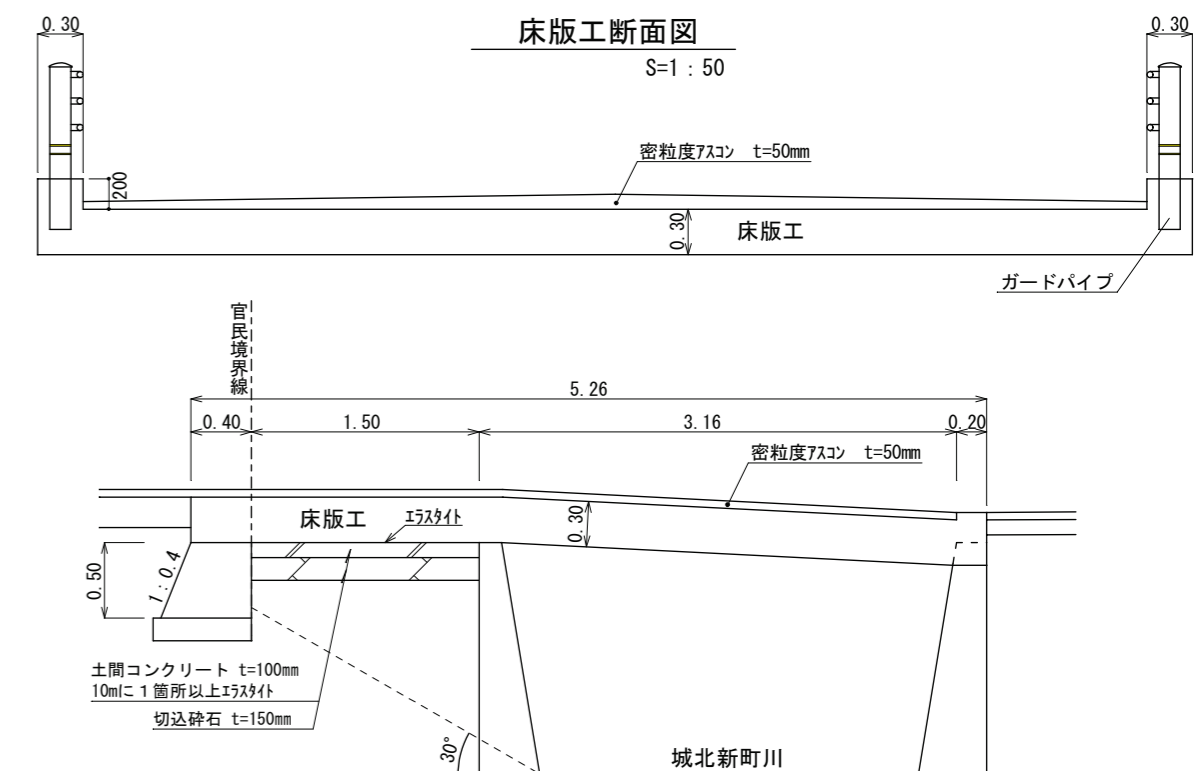 床版工断面図
S=1 : 50
0.30
0.30
密粒度ｱｽｺﾝ t=50mm
200
0.30
床版工
ガードパイプ
官民境界線
5.26
0.40
1.50
3.16
0.20
密粒度ｱｽｺﾝ t=50mm
床版工
ｴﾗｽﾀｲﾄ
0.30
0.50
1 : 0.4
土間コンクリート t=100mm
10mに１箇所以上ｴﾗｽﾀｲﾄ
切込砕石 t=150mm
30°
城北新町川